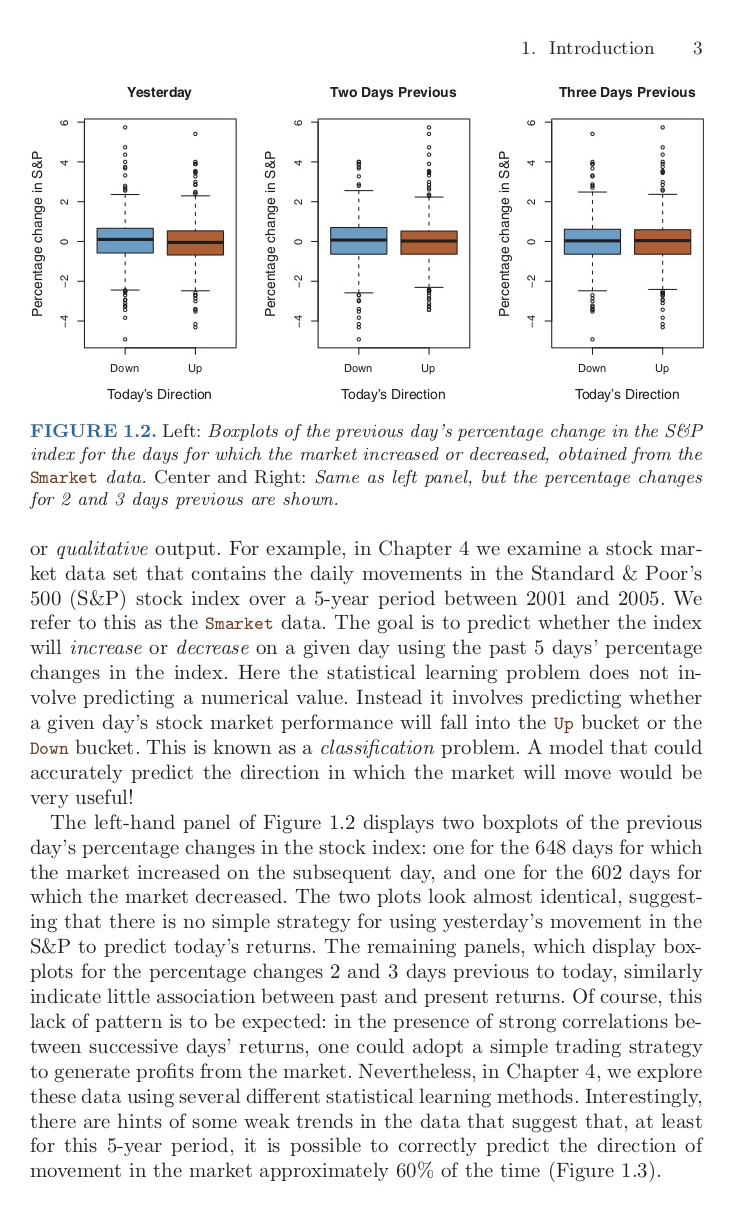 1. Introduction 3
Yesterday
Two Days Previous
Three Days Previous
Percentage change in S&P
6
4
2
0
−2
−4
Down Up
Today's Direction
Percentage change in S&P
6
4
2
0
−2
−4
Down Up
Today's Direction
Percentage change in S&P
6
4
2
0
−2
−4
Down Up
Today's Direction
FIGURE 1.2. Left: Boxplots of the previous day's percentage change in the S&P
index for the days for which the market increased or decreased, obtained from the
Smarket data. Center and Right: Same as left panel, but the percentage changes
for 2 and 3 days previous are shown.
or qualitative output. For example, in Chapter 4 we examine a stock mar-
ket data set that contains the daily movements in the Standard & Poor's
500 (S&P) stock index over a 5-year period between 2001 and 2005. We
refer to this as the Smarket data. The goal is to predict whether the index
will increase or decrease on a given day using the past 5 days' percentage
changes in the index. Here the statistical learning problem does not in-
volve predicting a numerical value. Instead it involves predicting whether
a given day's stock market performance will fall into the Up bucket or the
Down bucket. This is known as a classification problem. A model that could
accurately predict the direction in which the market will move would be
very useful!
The left-hand panel of Figure 1.2 displays two boxplots of the previous
day's percentage changes in the stock index: one for the 648 days for which
the market increased on the subsequent day, and one for the 602 days for
which the market decreased. The two plots look almost identical, suggest-
ing that there is no simple strategy for using yesterday's movement in the
S&P to predict today's returns. The remaining panels, which display box-
plots for the percentage changes 2 and 3 days previous to today, similarly
indicate little association between past and present returns. Of course, this
lack of pattern is to be expected: in the presence of strong correlations be-
tween successive days' returns, one could adopt a simple trading strategy
to generate profits from the market. Nevertheless, in Chapter 4, we explore
these data using several different statistical learning methods. Interestingly,
there are hints of some weak trends in the data that suggest that, at least
for this 5-year period, it is possible to correctly predict the direction of
movement in the market approximately 60% of the time (Figure 1.3).